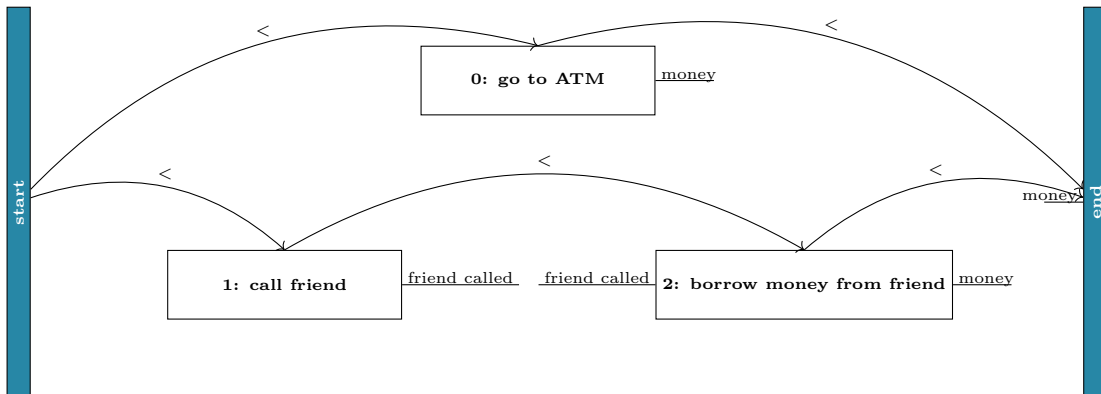 <
<
0: go to ATM
money
<
<
<
start
money
end
1: call friend
friend called
friend called
2: borrow money from friend
money